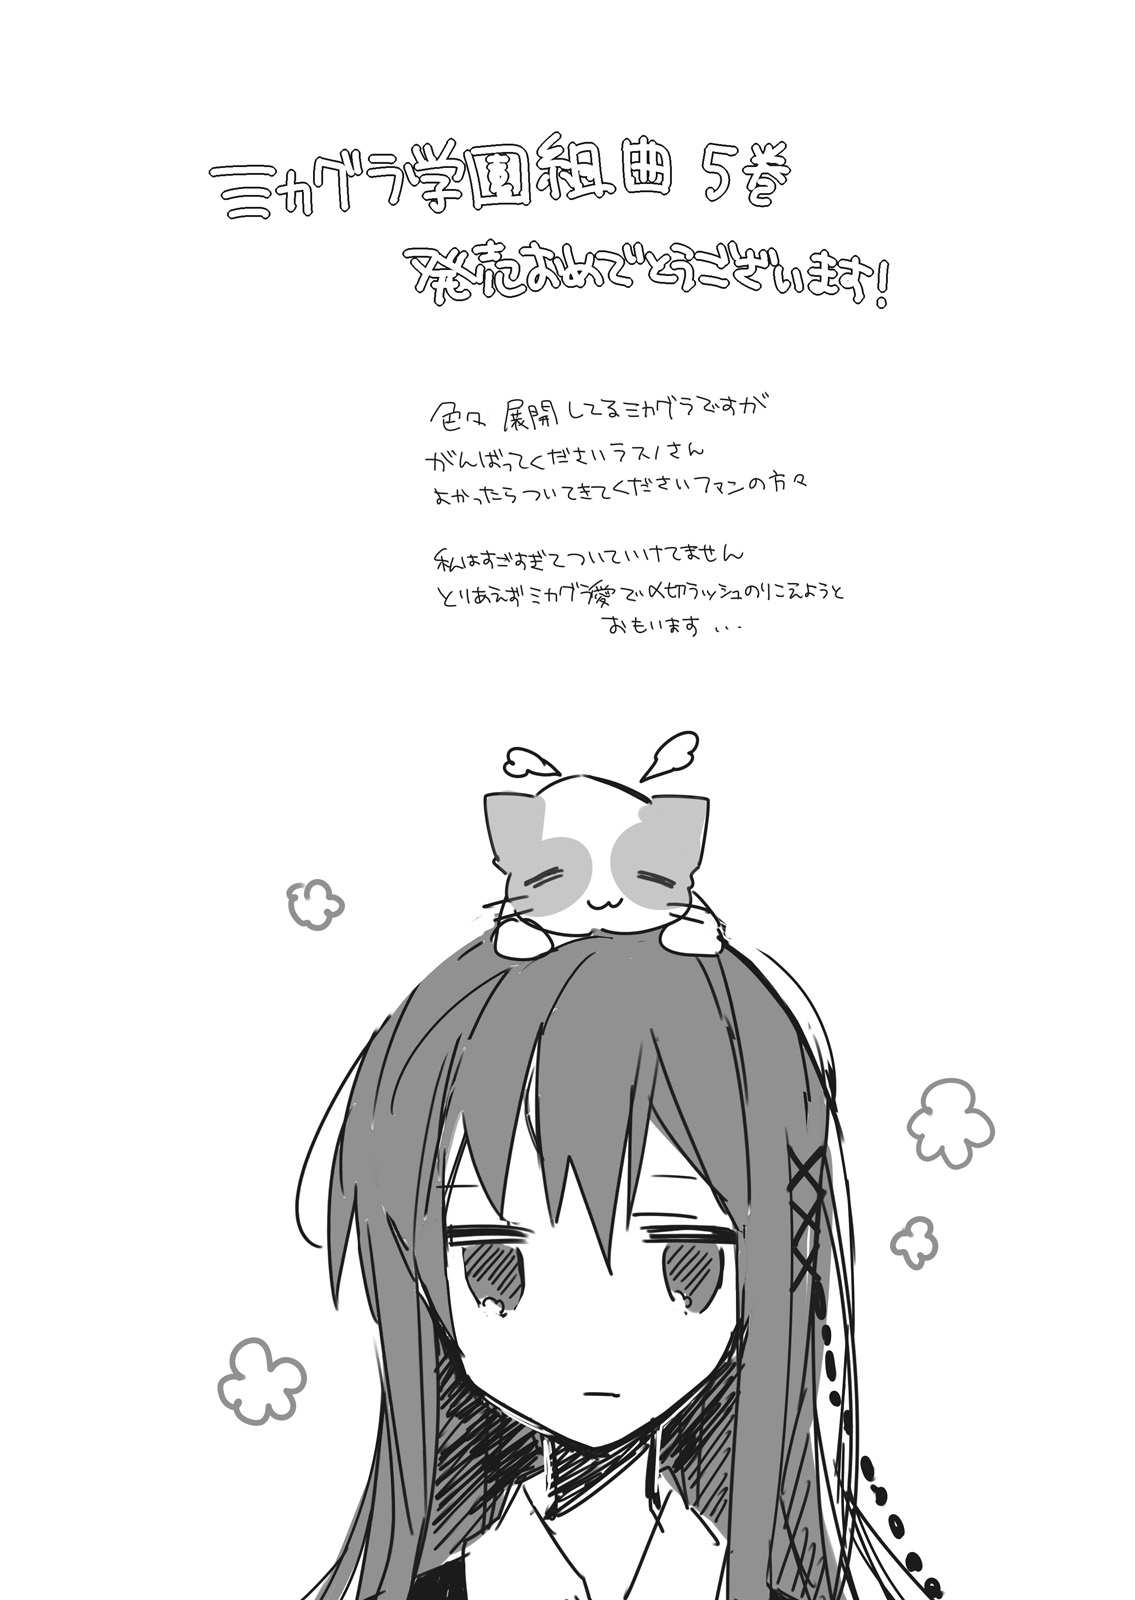 ミカグラ学園組曲 5巻
発売おめでとうございます!
色々 展開してるミカグラですが
がんばってくださいラスノさん
よかったらついてきてくださいファンの方々
私はすごすぎてついていけてません
とりあえずミカグラ愛で〆切ラッシュのりこえようと
おもいます...